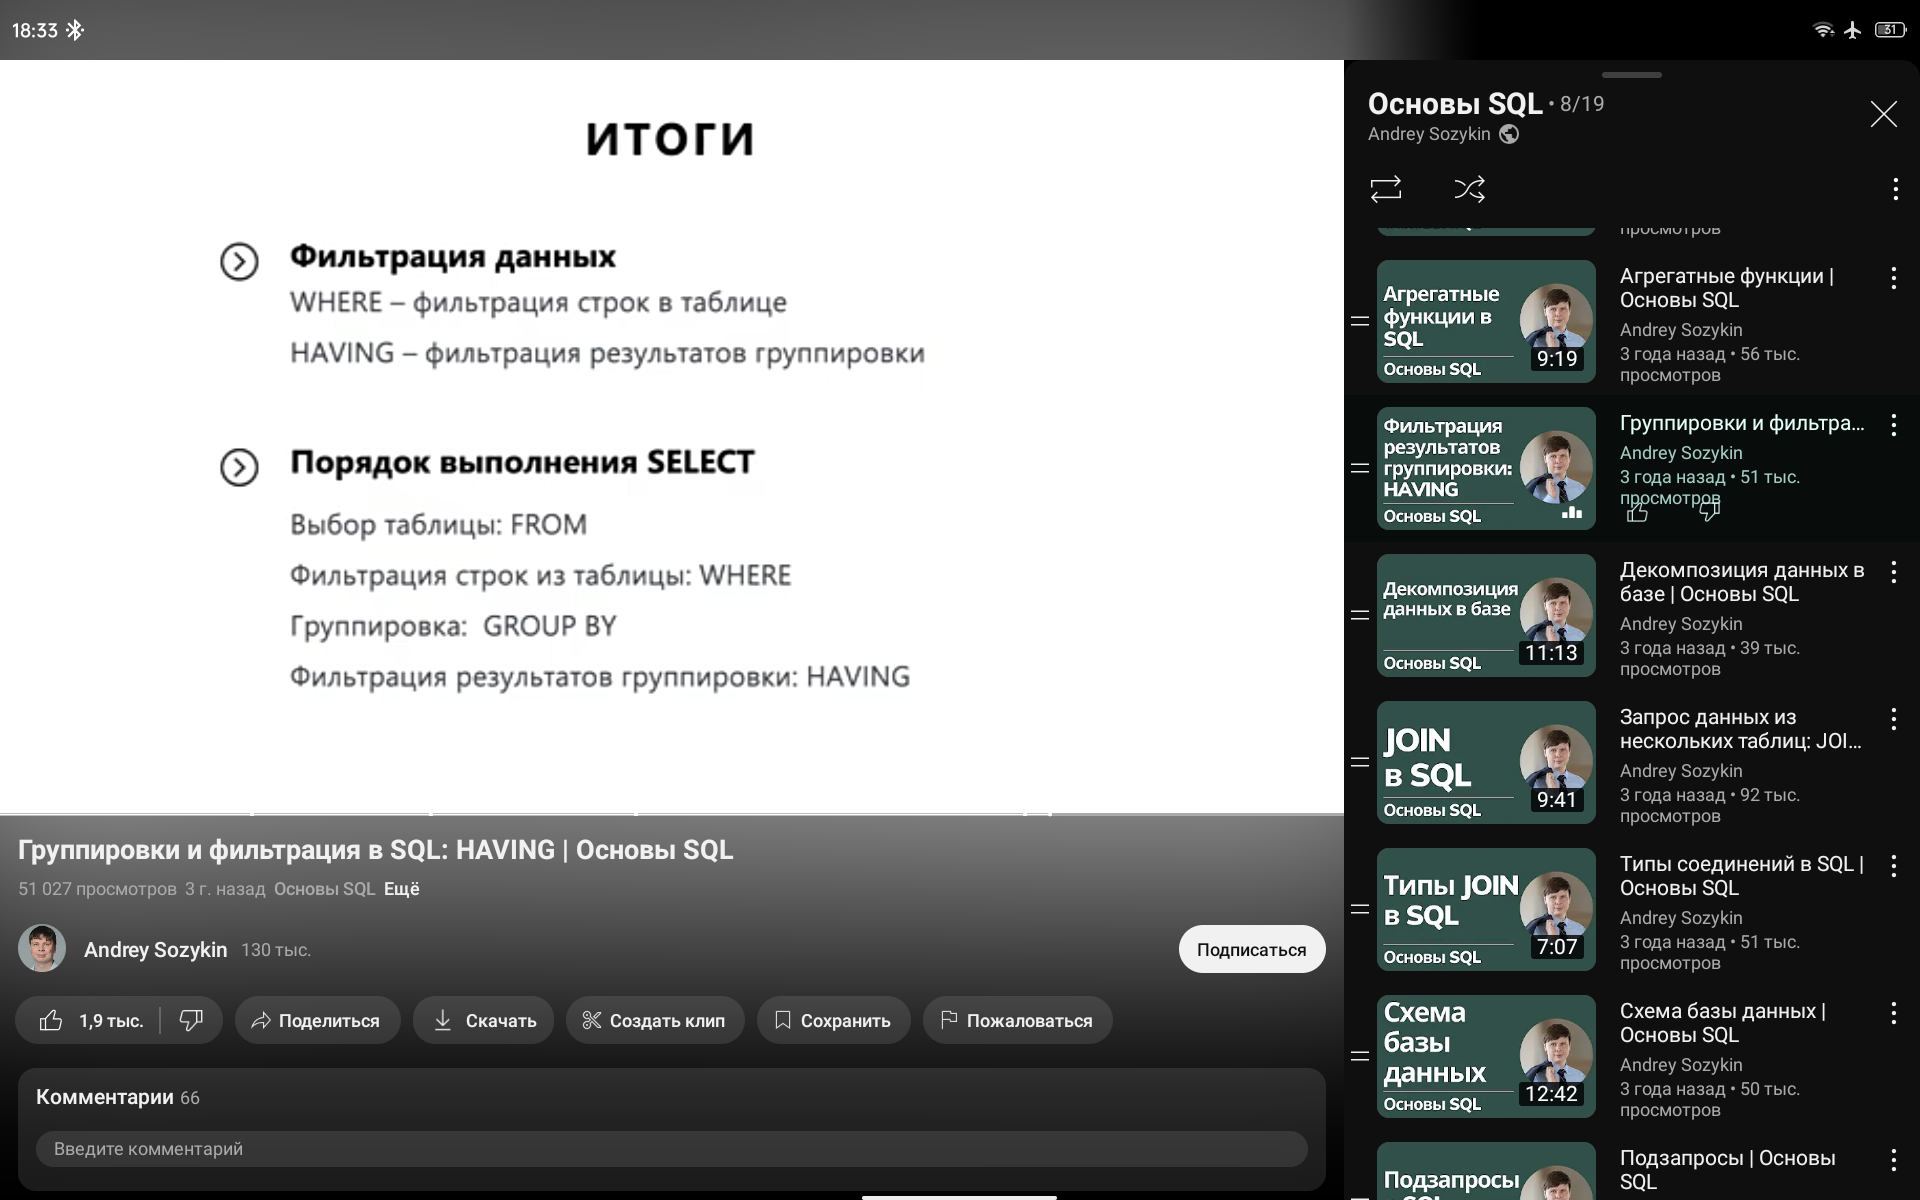 18:33
31
ИТОГИ
Фильтрация данных
WHERE – фильтрация строк в таблице
HAVING – фильтрация результатов группировки
Порядок выполнения SELECT
Выбор таблицы: FROM
Фильтрация строк из таблицы: WHERE
Группировка: GROUP BY
Фильтрация результатов группировки: HAVING
Группировки и фильтрация в SQL: HAVING | Основы SQL
51 027 просмотров 3 г. назад Основы SQL Ещё
Andrey Sozykin 130 тыс.
Подписаться
1,9 тыс.
Поделиться
Скачать
Создать клип
Сохранить
Пожаловаться
Комментарии 66
Введите комментарий
Основы SQL • 8/19
Andrey Sozykin
просмотров
Агрегатные
функции в
SQL
Основы SQL
9:19
Агрегатные функции |
Основы SQL
Andrey Sozykin
3 года назад • 56 тыс.
просмотров
Фильтрация
результатов
группировки:
HAVING
Основы SQL
Группировки и фильтра...
Andrey Sozykin
3 года назад • 51 тыс.
просмотров
Декомпозиция
данных в базе
Основы SQL
11:13
Декомпозиция данных в
базе | Основы SQL
Andrey Sozykin
3 года назад • 39 тыс.
просмотров
JOIN
в SQL
Основы SQL
9:41
Запрос данных из
нескольких таблиц: JOI...
Andrey Sozykin
3 года назад • 92 тыс.
просмотров
Типы JOIN
в SQL
Основы SQL
7:07
Типы соединений в SQL |
Основы SQL
Andrey Sozykin
3 года назад • 51 тыс.
просмотров
Схема
базы
данных
Основы SQL
12:42
Схема базы данных |
Основы SQL
Andrey Sozykin
3 года назад • 50 тыс.
просмотров
Подзапросы
Подзапросы | Основы
SQL